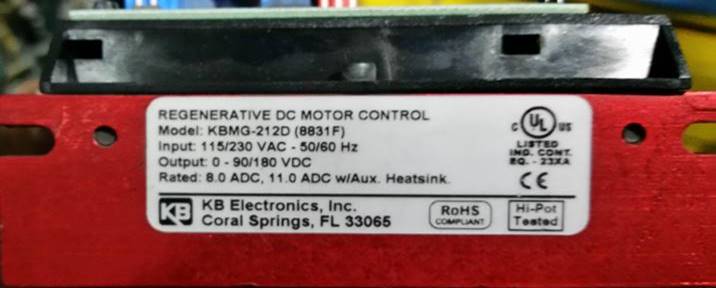 REGENERATIVE DC MOTOR CONTROL
Model: KBMG-212D (8831F)
Input: 115/230 VAC - 50/60 Hz
Output: 0 - 90/180 VDC
Rated: 8.0 ADC, 11.0 ADC w/Aux. Heatsink.
KB
KB Electronics, Inc.
Coral Springs, FL 33065
C UL US
LISTED
IND. CONT.
EQ. - 23XA
CE
RoHS
COMPLIANT
Hi-Pot
Tested